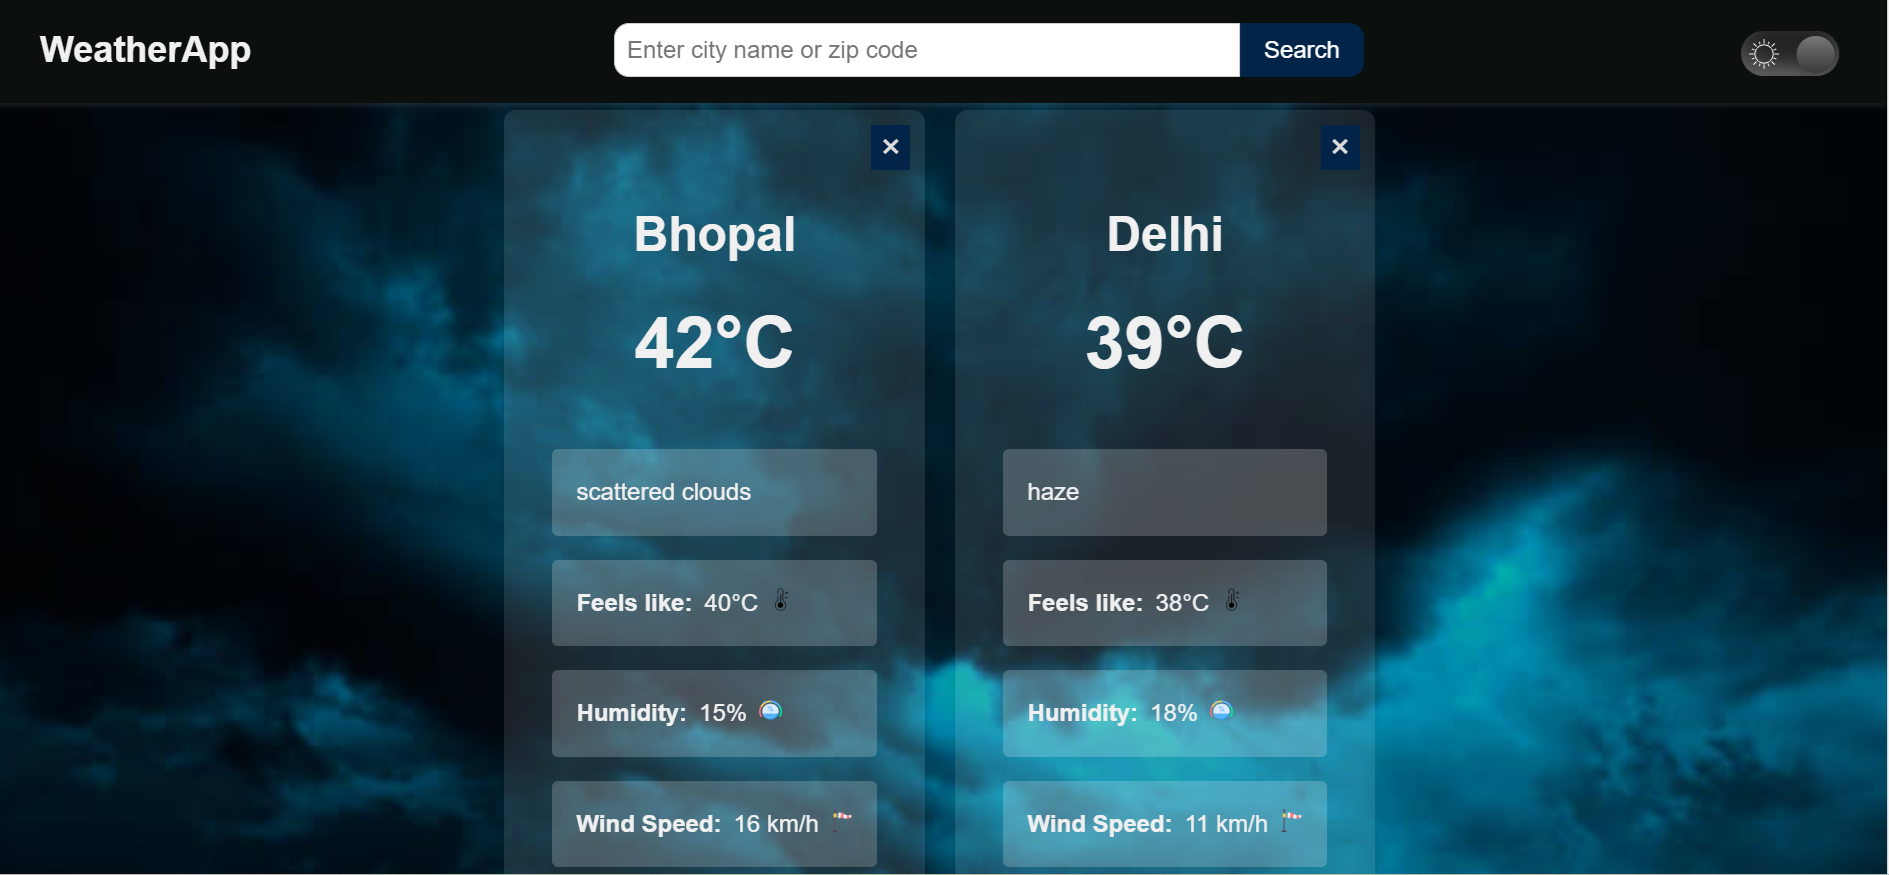 WeatherApp
Enter city name or zip code
Search
✕
Bhopal
42°C
scattered clouds
Feels like: 40°C
Humidity: 15%
Wind Speed: 16 km/h
✕
Delhi
39°C
haze
Feels like: 38°C
Humidity: 18%
Wind Speed: 11 km/h